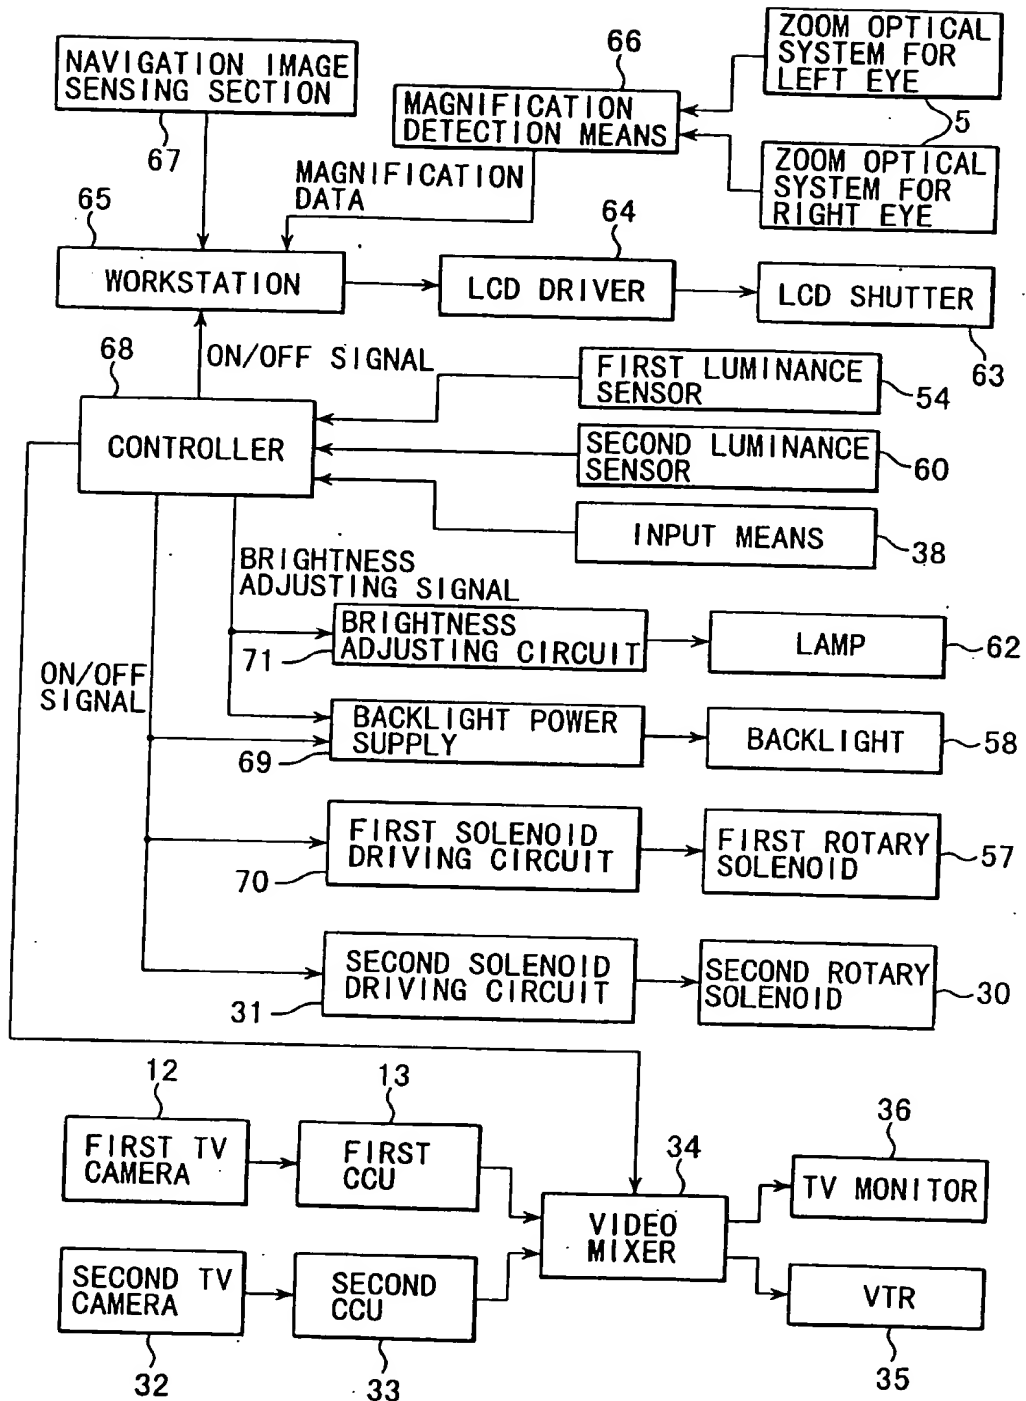 ZOOM OPTICAL
SYSTEM FOR
LEFT EYE
66
NAVIGATION IMAGE
SENSING SECTION
MAGNIFICATION
DETECTION MEANS
5
67
ZOOM OPTICAL
SYSTEM FOR
RIGHT EYE
MAGNIFICATION
DATA
65
64
WORKSTATION
LCD DRIVER
LCD SHUTTER
63
68
ON/OFF SIGNAL
FIRST LUMINANCE
SENSOR
54
CONTROLLER
SECOND LUMINANCE
SENSOR
60
INPUT MEANS
38
BRIGHTNESS
ADJUSTING SIGNAL
BRIGHTNESS
ADJUSTING CIRCUIT
71
LAMP
62
ON/OFF
SIGNAL
BACKLIGHT POWER
SUPPLY
69
BACKLIGHT
58
FIRST SOLENOID
DRIVING CIRCUIT
70
FIRST ROTARY
SOLENOID
57
SECOND SOLENOID
DRIVING CIRCUIT
31
SECOND ROTARY
SOLENOID
30
12
13
36
FIRST TV
CAMERA
FIRST
CCU
34
TV MONITOR
VIDEO
MIXER
SECOND TV
CAMERA
SECOND
CCU
VTR
32
33
35